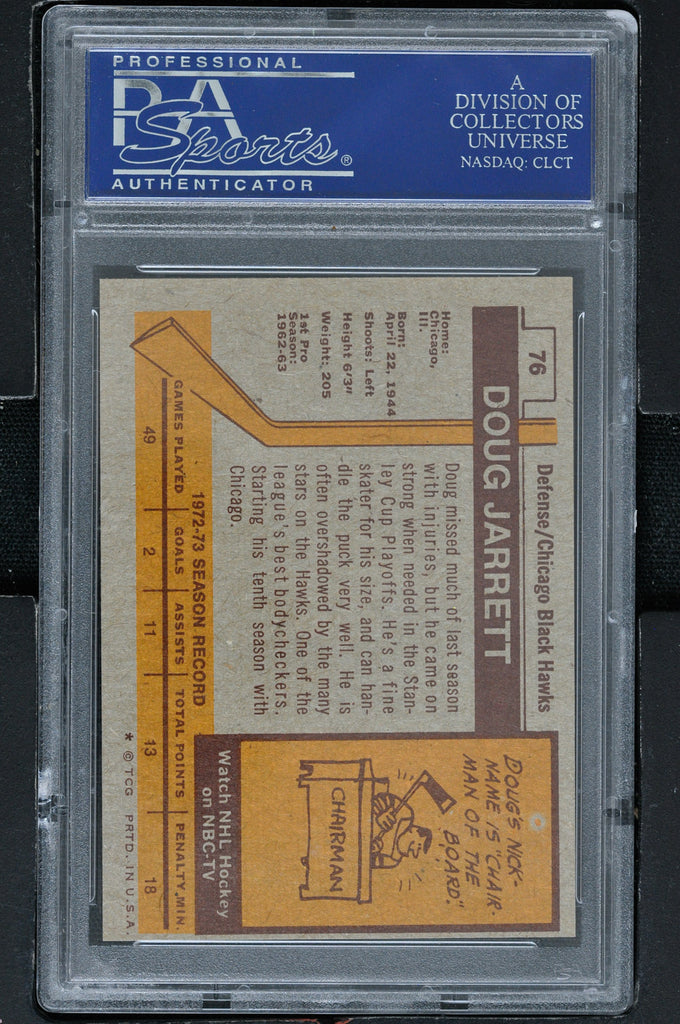 PROFESSIONAL
PSA
Sports®
AUTHENTICATOR
A
DIVISION OF
COLLECTORS
UNIVERSE
NASDAQ: CLCT
76
Defense/Chicago Black Hawks
DOUG JARRETT
Home:
Chicago,
Ill.
Born:
April 22, 1944
Shoots: Left
Height 6'3"
Weight: 205
1st Pro
Season:
1962-63
Doug missed much of last season
with injuries, but he came on
strong when needed in the Stan-
ley Cup Playoffs. He's a fine
skater for his size, and can han-
dle the puck very well. He is
often overshadowed by the many
stars on the Hawks. One of the
league's best bodycheckers.
Starting his tenth season with
Chicago.
DOUG'S NICK-
NAME IS "CHAIR-
MAN OF THE
BOARD."
CHAIRMAN
Watch NHL Hockey
on NBC-TV
1972-73 SEASON RECORD
GAMES PLAYED GOALS ASSISTS TOTAL POINTS PENALTY.MIN.
49 2 11 13 18
* © TCG PRTD. IN U.S.A.